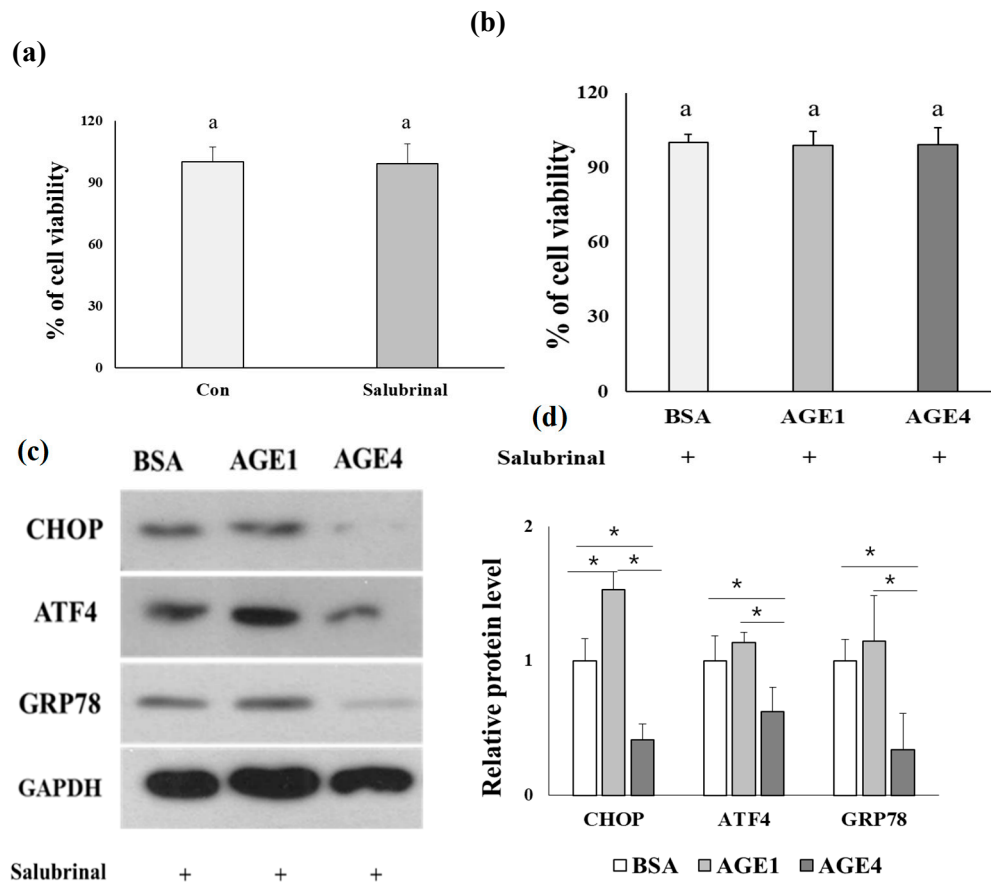 (a)
% of cell viability
120
90
60
30
0
a a
Con Salubrinal
(b)
% of cell viability
120
90
60
30
0
a a a
BSA AGE1 AGE4
Salubrinal + + +
(c)
BSA AGE1 AGE4
CHOP
ATF4
GRP78
GAPDH
Salubrinal + + +
(d)
Relative protein level
2
1
0
* * *
* *
* *
CHOP ATF4 GRP78
BSA AGE1 AGE4